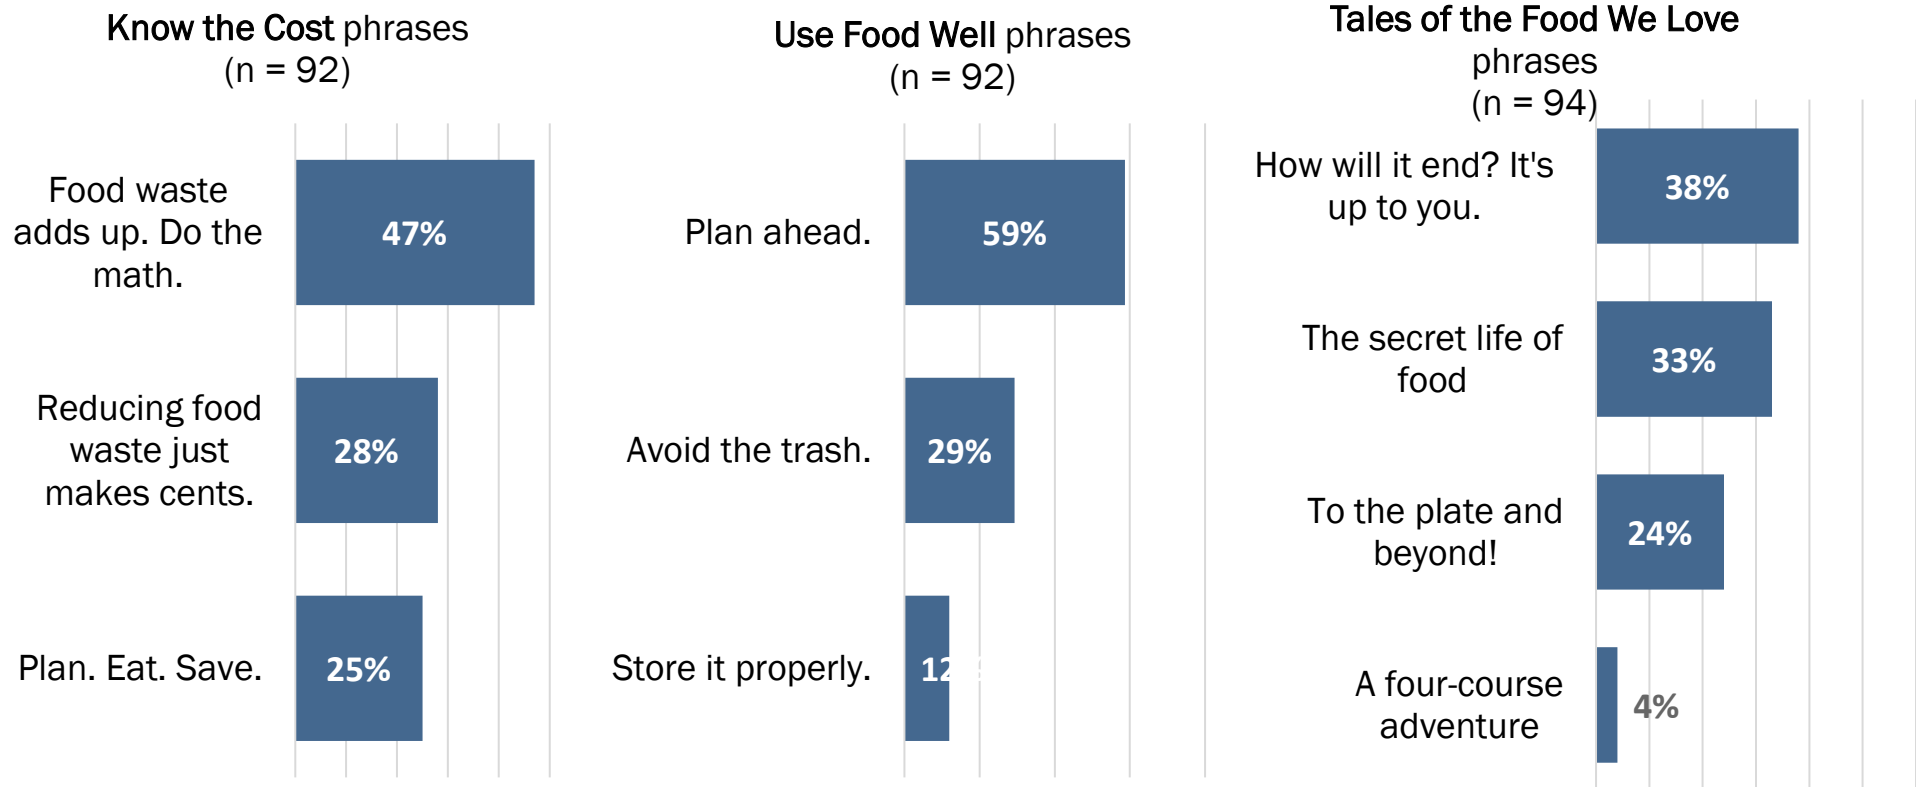 Know the Cost phrases
(n = 92)
Food waste
adds up. Do the
math.
47%
Reducing food
waste just
makes cents.
28%
Plan. Eat. Save.
25%
Use Food Well phrases
(n = 92)
Plan ahead.
59%
Avoid the trash.
29%
Store it properly.
12%
Tales of the Food We Love
phrases
(n = 94)
How will it end? It's
up to you.
38%
The secret life of
food
33%
To the plate and
beyond!
24%
A four-course
adventure
4%